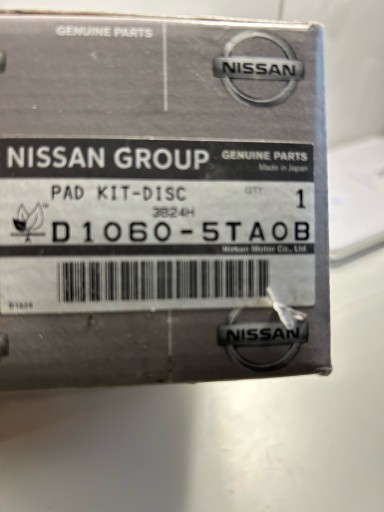 GENUINE PARTS
NISSAN
NISSAN GROUP GENUINE PARTS
Made in Japan
PAD KIT-DISC QTY 1
3B24H
D1060-5TA0B
Nissan Motor Co., Ltd.
NISSAN